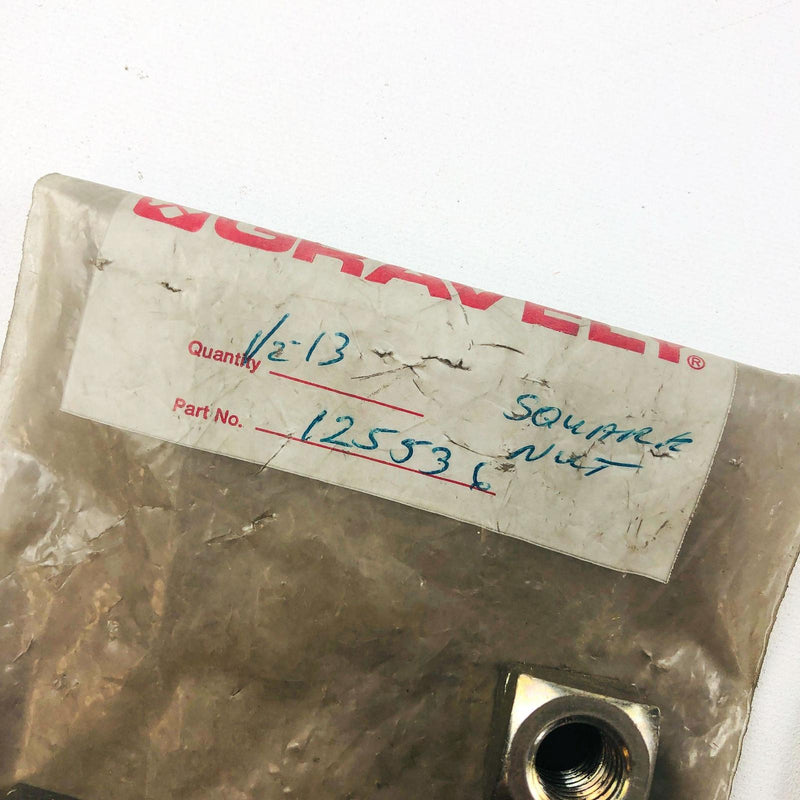 GRAVELY®
Quantity 1/2-13
SQUARE
Part No. 125536
NUT